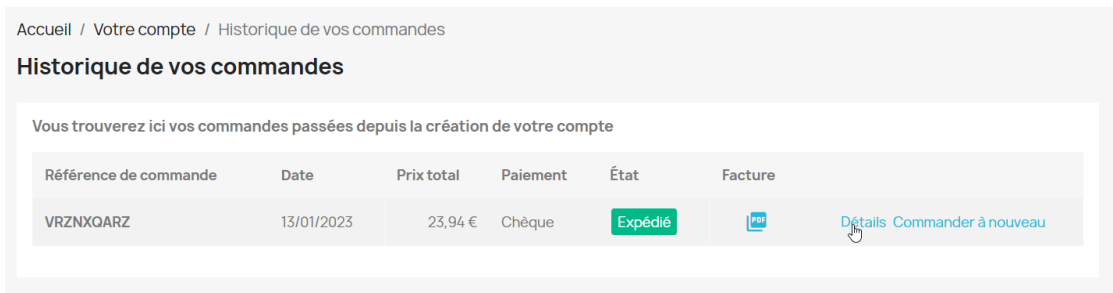 Accueil / Votre compte / Historique de vos commandes
Historique de vos commandes
Vous trouverez ici vos commandes passées depuis la création de votre compte
Référence de commande Date Prix total Paiement État Facture
VRZNXQARZ 13/01/2023 23,94 € Chèque Expédié PDF Détails Commander à nouveau